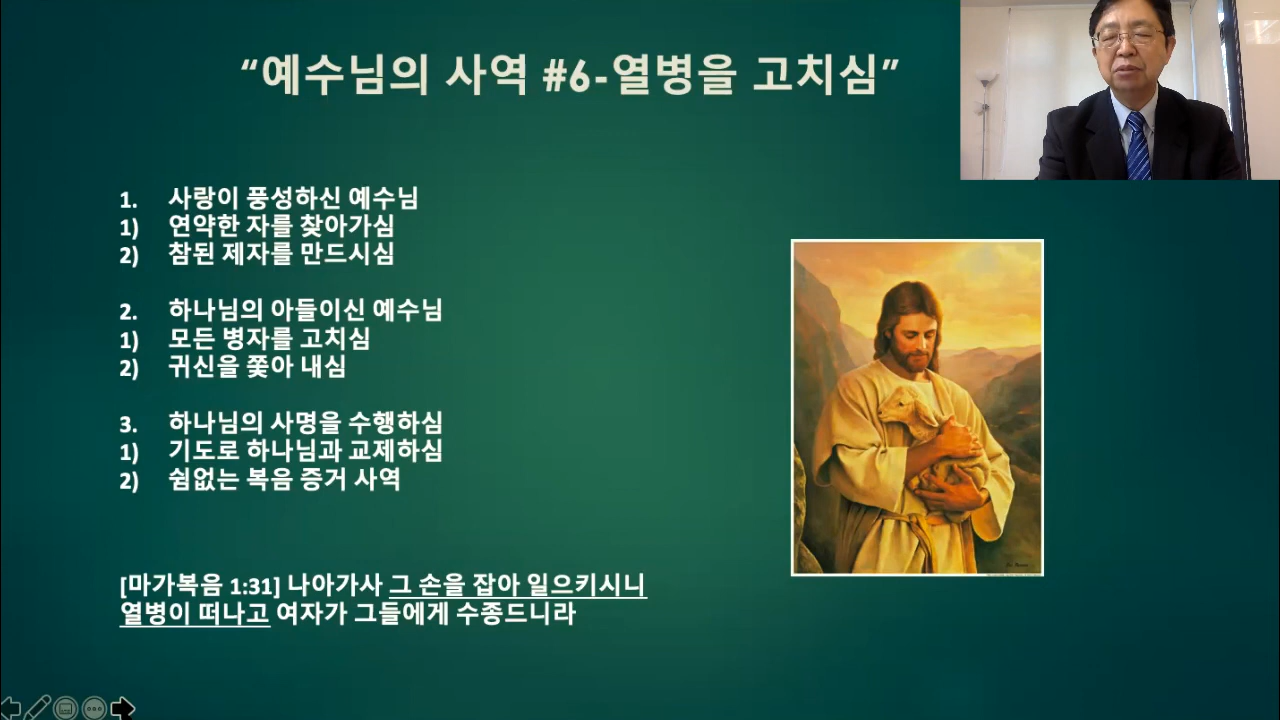 “예수님의 사역 #6-열병을 고치심”
1. 사랑이 풍성하신 예수님
1) 연약한 자를 찾아가심
2) 참된 제자를 만드시심
2. 하나님의 아들이신 예수님
1) 모든 병자를 고치심
2) 귀신을 쫓아 내심
3. 하나님의 사명을 수행하심
1) 기도로 하나님과 교제하심
2) 쉼없는 복음 증거 사역
[마가복음 1:31] 나아가사 그 손을 잡아 일으키시니
열병이 떠나고 여자가 그들에게 수종드니라